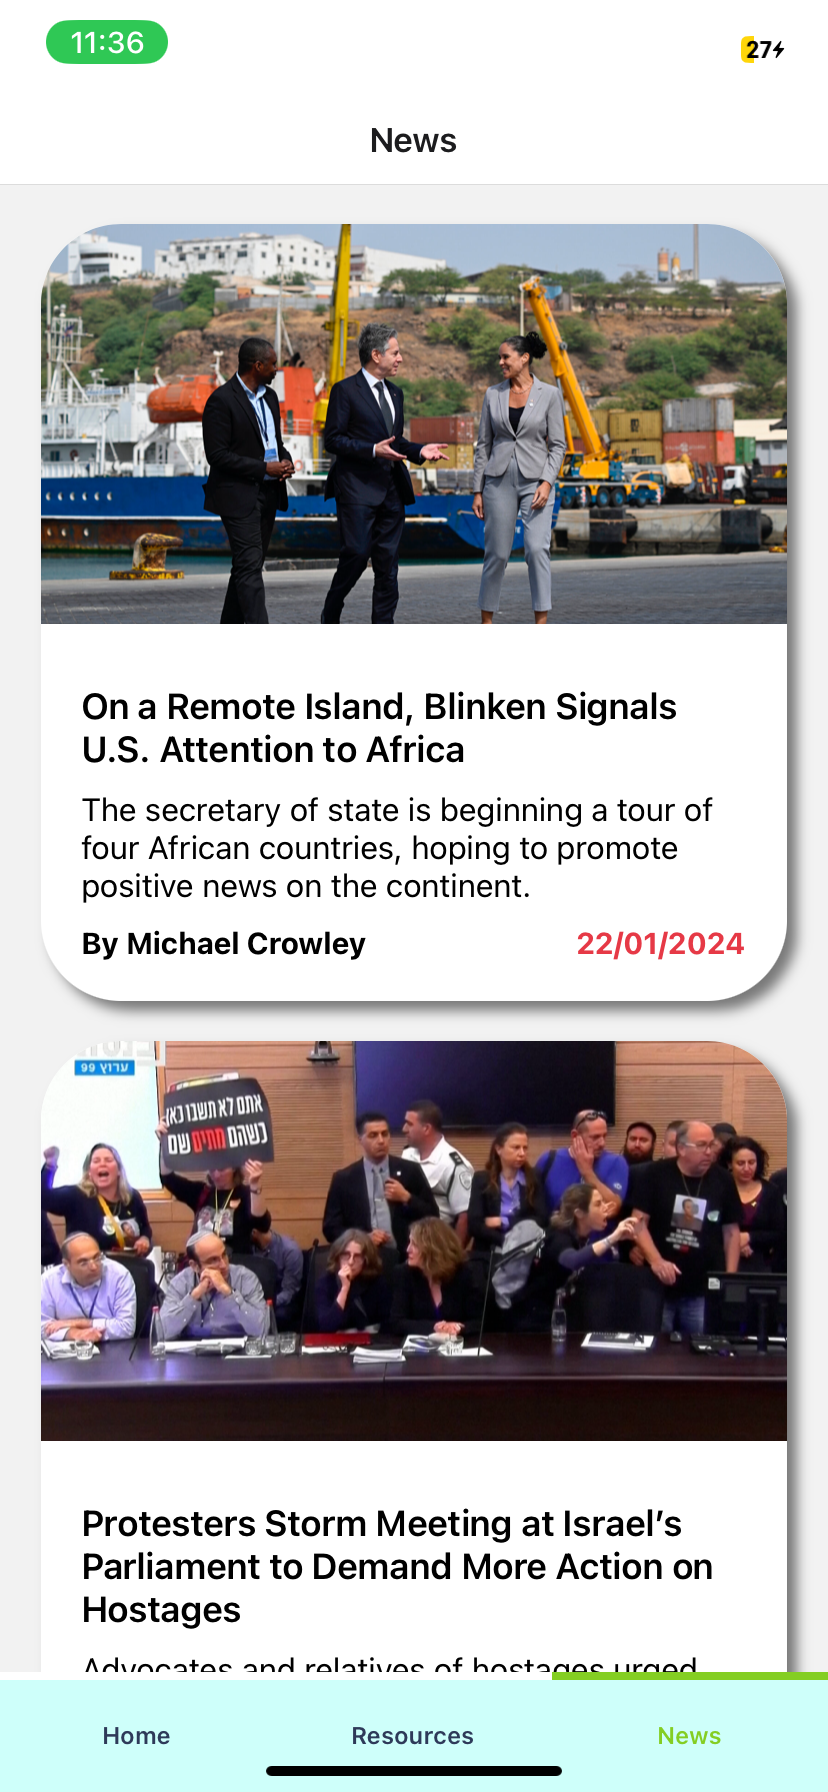 11:36
27
News
On a Remote Island, Blinken Signals
U.S. Attention to Africa
The secretary of state is beginning a tour of
four African countries, hoping to promote
positive news on the continent.
By Michael Crowley 22/01/2024
ערוץ 99
אתם לא תשבו כאן
כשהם מתים שם
Protesters Storm Meeting at Israel’s
Parliament to Demand More Action on
Hostages
Advocates and relatives of hostages urged
Home Resources News